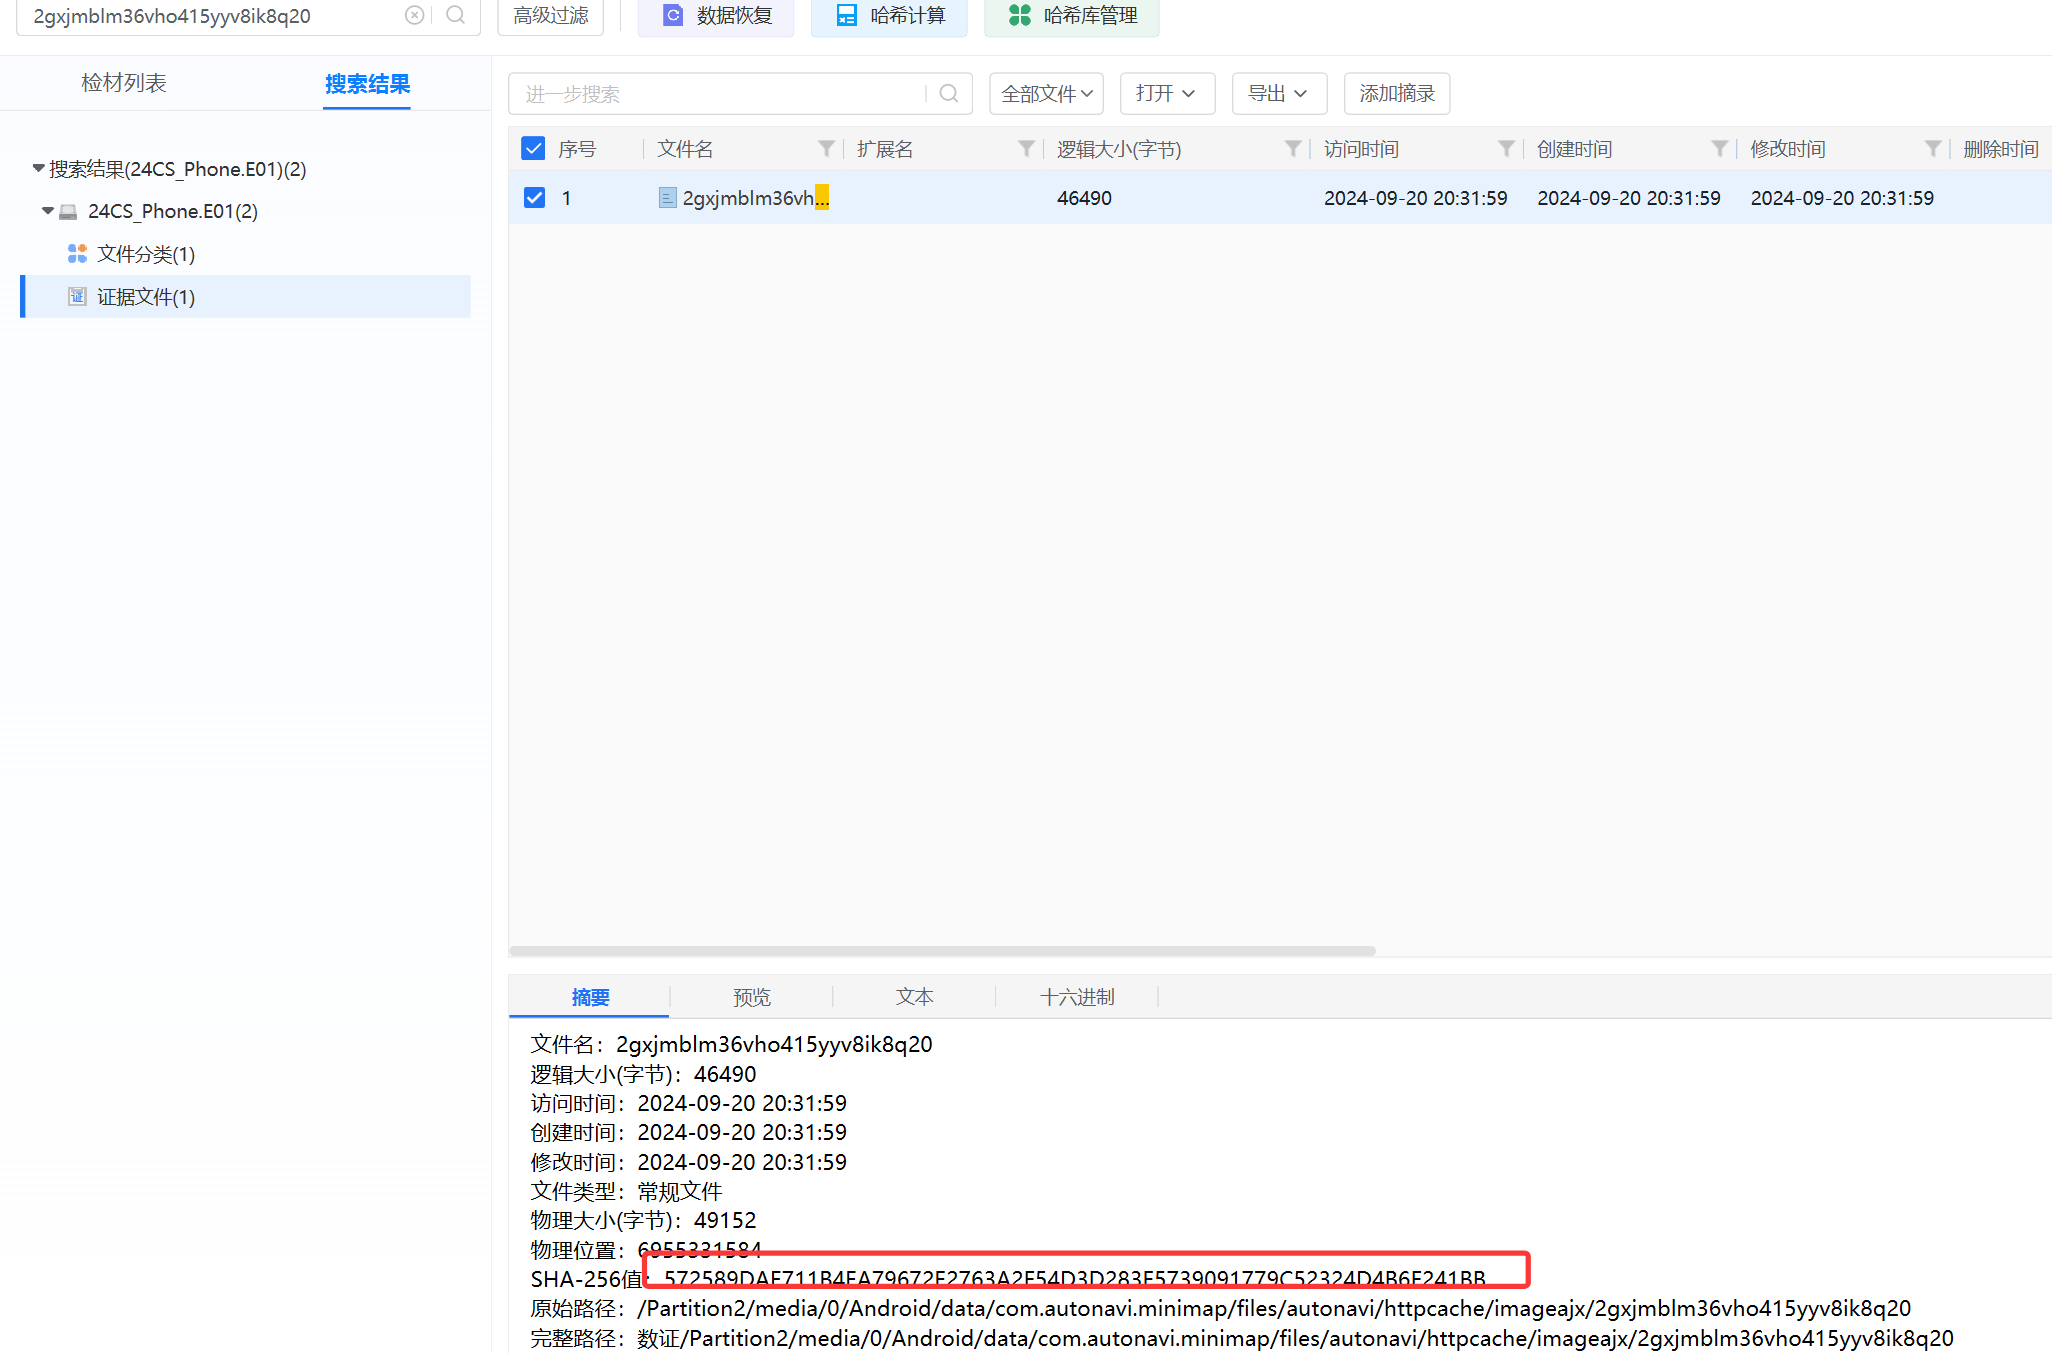 2gxjmblm36vho415yyv8ik8q20
高级过滤
数据恢复
哈希计算
哈希库管理
检材列表
搜索结果
进一步搜索
全部文件
打开
导出
添加摘录
搜索结果(24CS_Phone.E01)(2)
24CS_Phone.E01(2)
文件分类(1)
证 证据文件(1)
序号 文件名 扩展名 逻辑大小(字节) 访问时间 创建时间 修改时间 删除时间
1 2gxjmblm36vh... 46490 2024-09-20 20:31:59 2024-09-20 20:31:59 2024-09-20 20:31:59
摘要 预览 文本 十六进制
文件名：2gxjmblm36vho415yyv8ik8q20
逻辑大小(字节)：46490
访问时间：2024-09-20 20:31:59
创建时间：2024-09-20 20:31:59
修改时间：2024-09-20 20:31:59
文件类型：常规文件
物理大小(字节)：49152
物理位置：6955331584
SHA-256值：
原始路径：/Partition2/media/0/Android/data/com.autonavi.minimap/files/autonavi/httpcache/imageajx/2gxjmblm36vho415yyv8ik8q20
完整路径：数证/Partition2/media/0/Android/data/com.autonavi.minimap/files/autonavi/httpcache/imageajx/2gxjmblm36vho415yyv8ik8q20